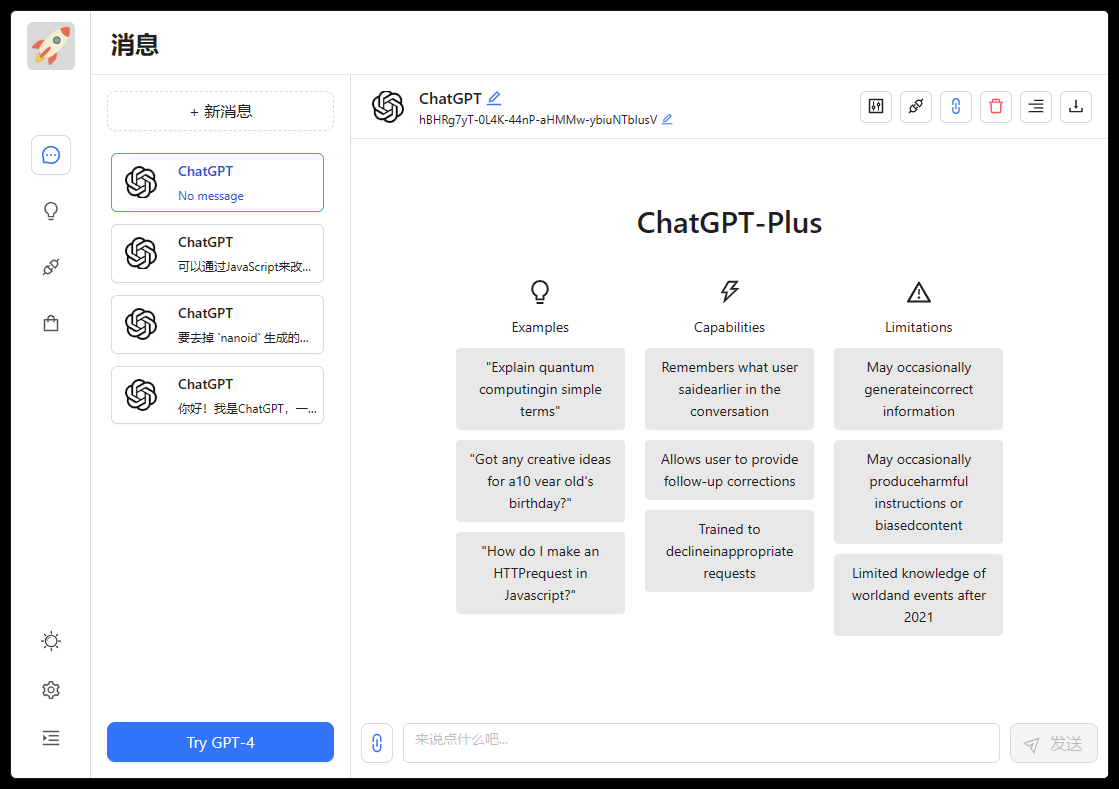 消息
+ 新消息
ChatGPT
No message
ChatGPT
可以通过JavaScript来改...
ChatGPT
要去掉 `nanoid` 生成的...
ChatGPT
你好！我是ChatGPT，一...
Try GPT-4
ChatGPT
hBHRg7yT-0L4K-44nP-aHMMw-ybiuNTbIusV
ChatGPT-Plus
Examples
"Explain quantum
computingin simple
terms"
"Got any creative ideas
for a10 year old's
birthday?"
"How do I make an
HTTPrequest in
Javascript?"
Capabilities
Remembers what user
saidearlier in the
conversation
Allows user to provide
follow-up corrections
Trained to
declineinappropriate
requests
Limitations
May occasionally
generateincorrect
information
May occasionally
produceharmful
instructions or
biasedcontent
Limited knowledge of
worldand events after
2021
来说点什么吧...
发送